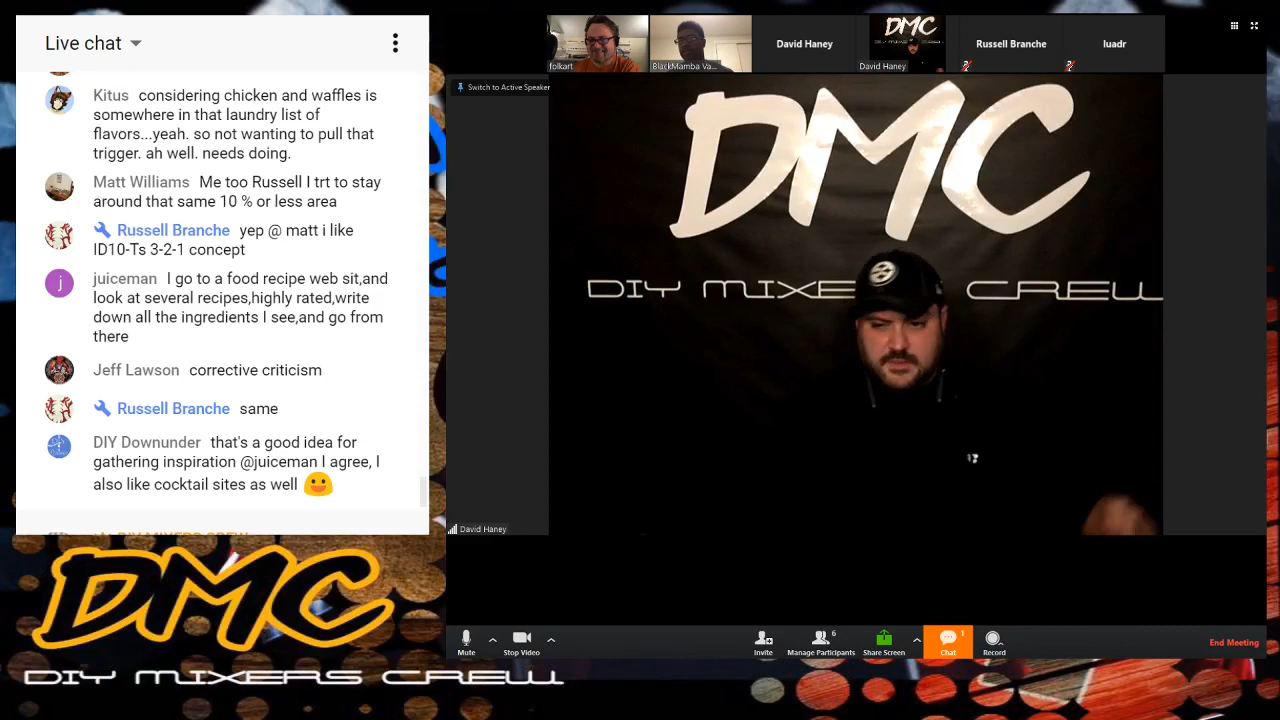 Live chat
Kitus considering chicken and waffles is
somewhere in that laundry list of
flavors...yeah. so not wanting to pull that
trigger. ah well. needs doing.
Matt Williams Me too Russell I trt to stay
around that same 10 % or less area
Russell Branche yep @ matt i like
ID10-Ts 3-2-1 concept
j
juiceman I go to a food recipe web sit,and
look at several recipes,highly rated,write
down all the ingredients I see,and go from
there
Jeff Lawson corrective criticism
Russell Branche same
DIY Downunder that's a good idea for
gathering inspiration @juiceman I agree, I
also like cocktail sites as well
DMC
DIY MIXERS CREW
folkart
BlackMamba Va...
David Haney
DMC
David Haney
Russell Branche
luadr
Switch to Active Speaker
DMC
DIY MIXERS CREW
David Haney
Mute
Stop Video
Invite
6
Manage Participants
Share Screen
1
Chat
Record
End Meeting